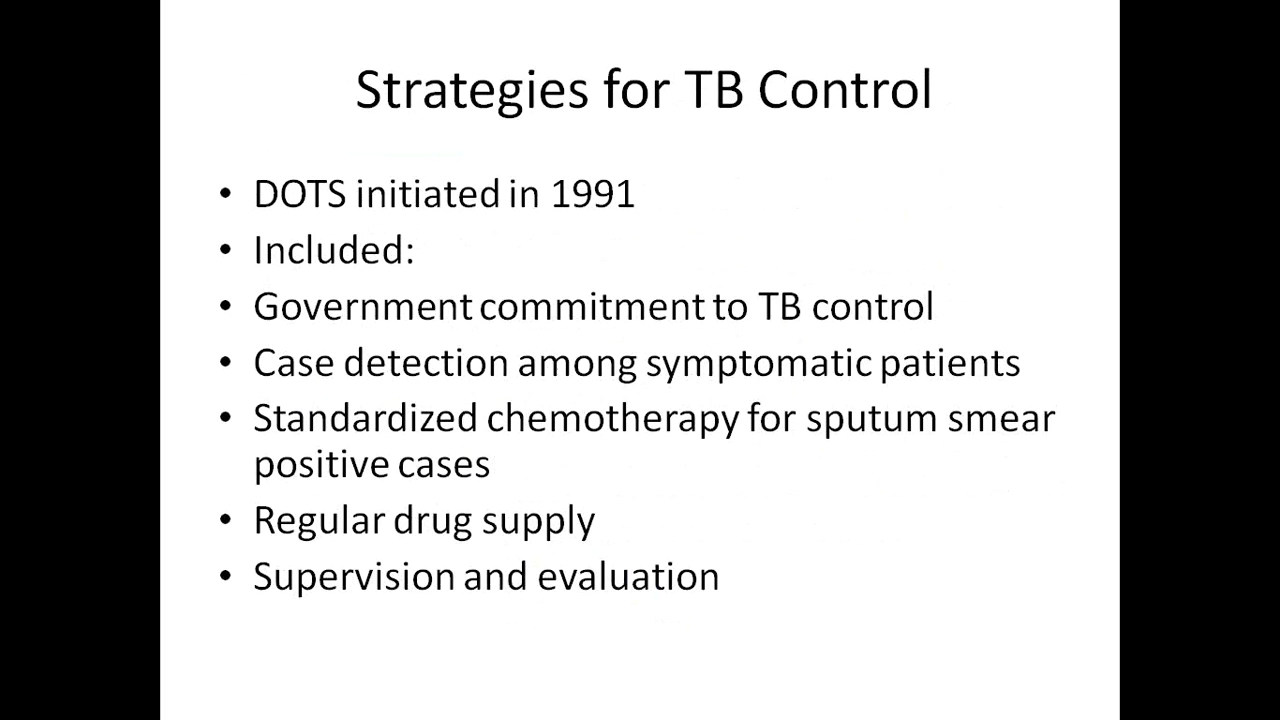 Strategies for TB Control
• DOTS initiated in 1991
• Included:
• Government commitment to TB control
• Case detection among symptomatic patients
• Standardized chemotherapy for sputum smear
positive cases
• Regular drug supply
• Supervision and evaluation